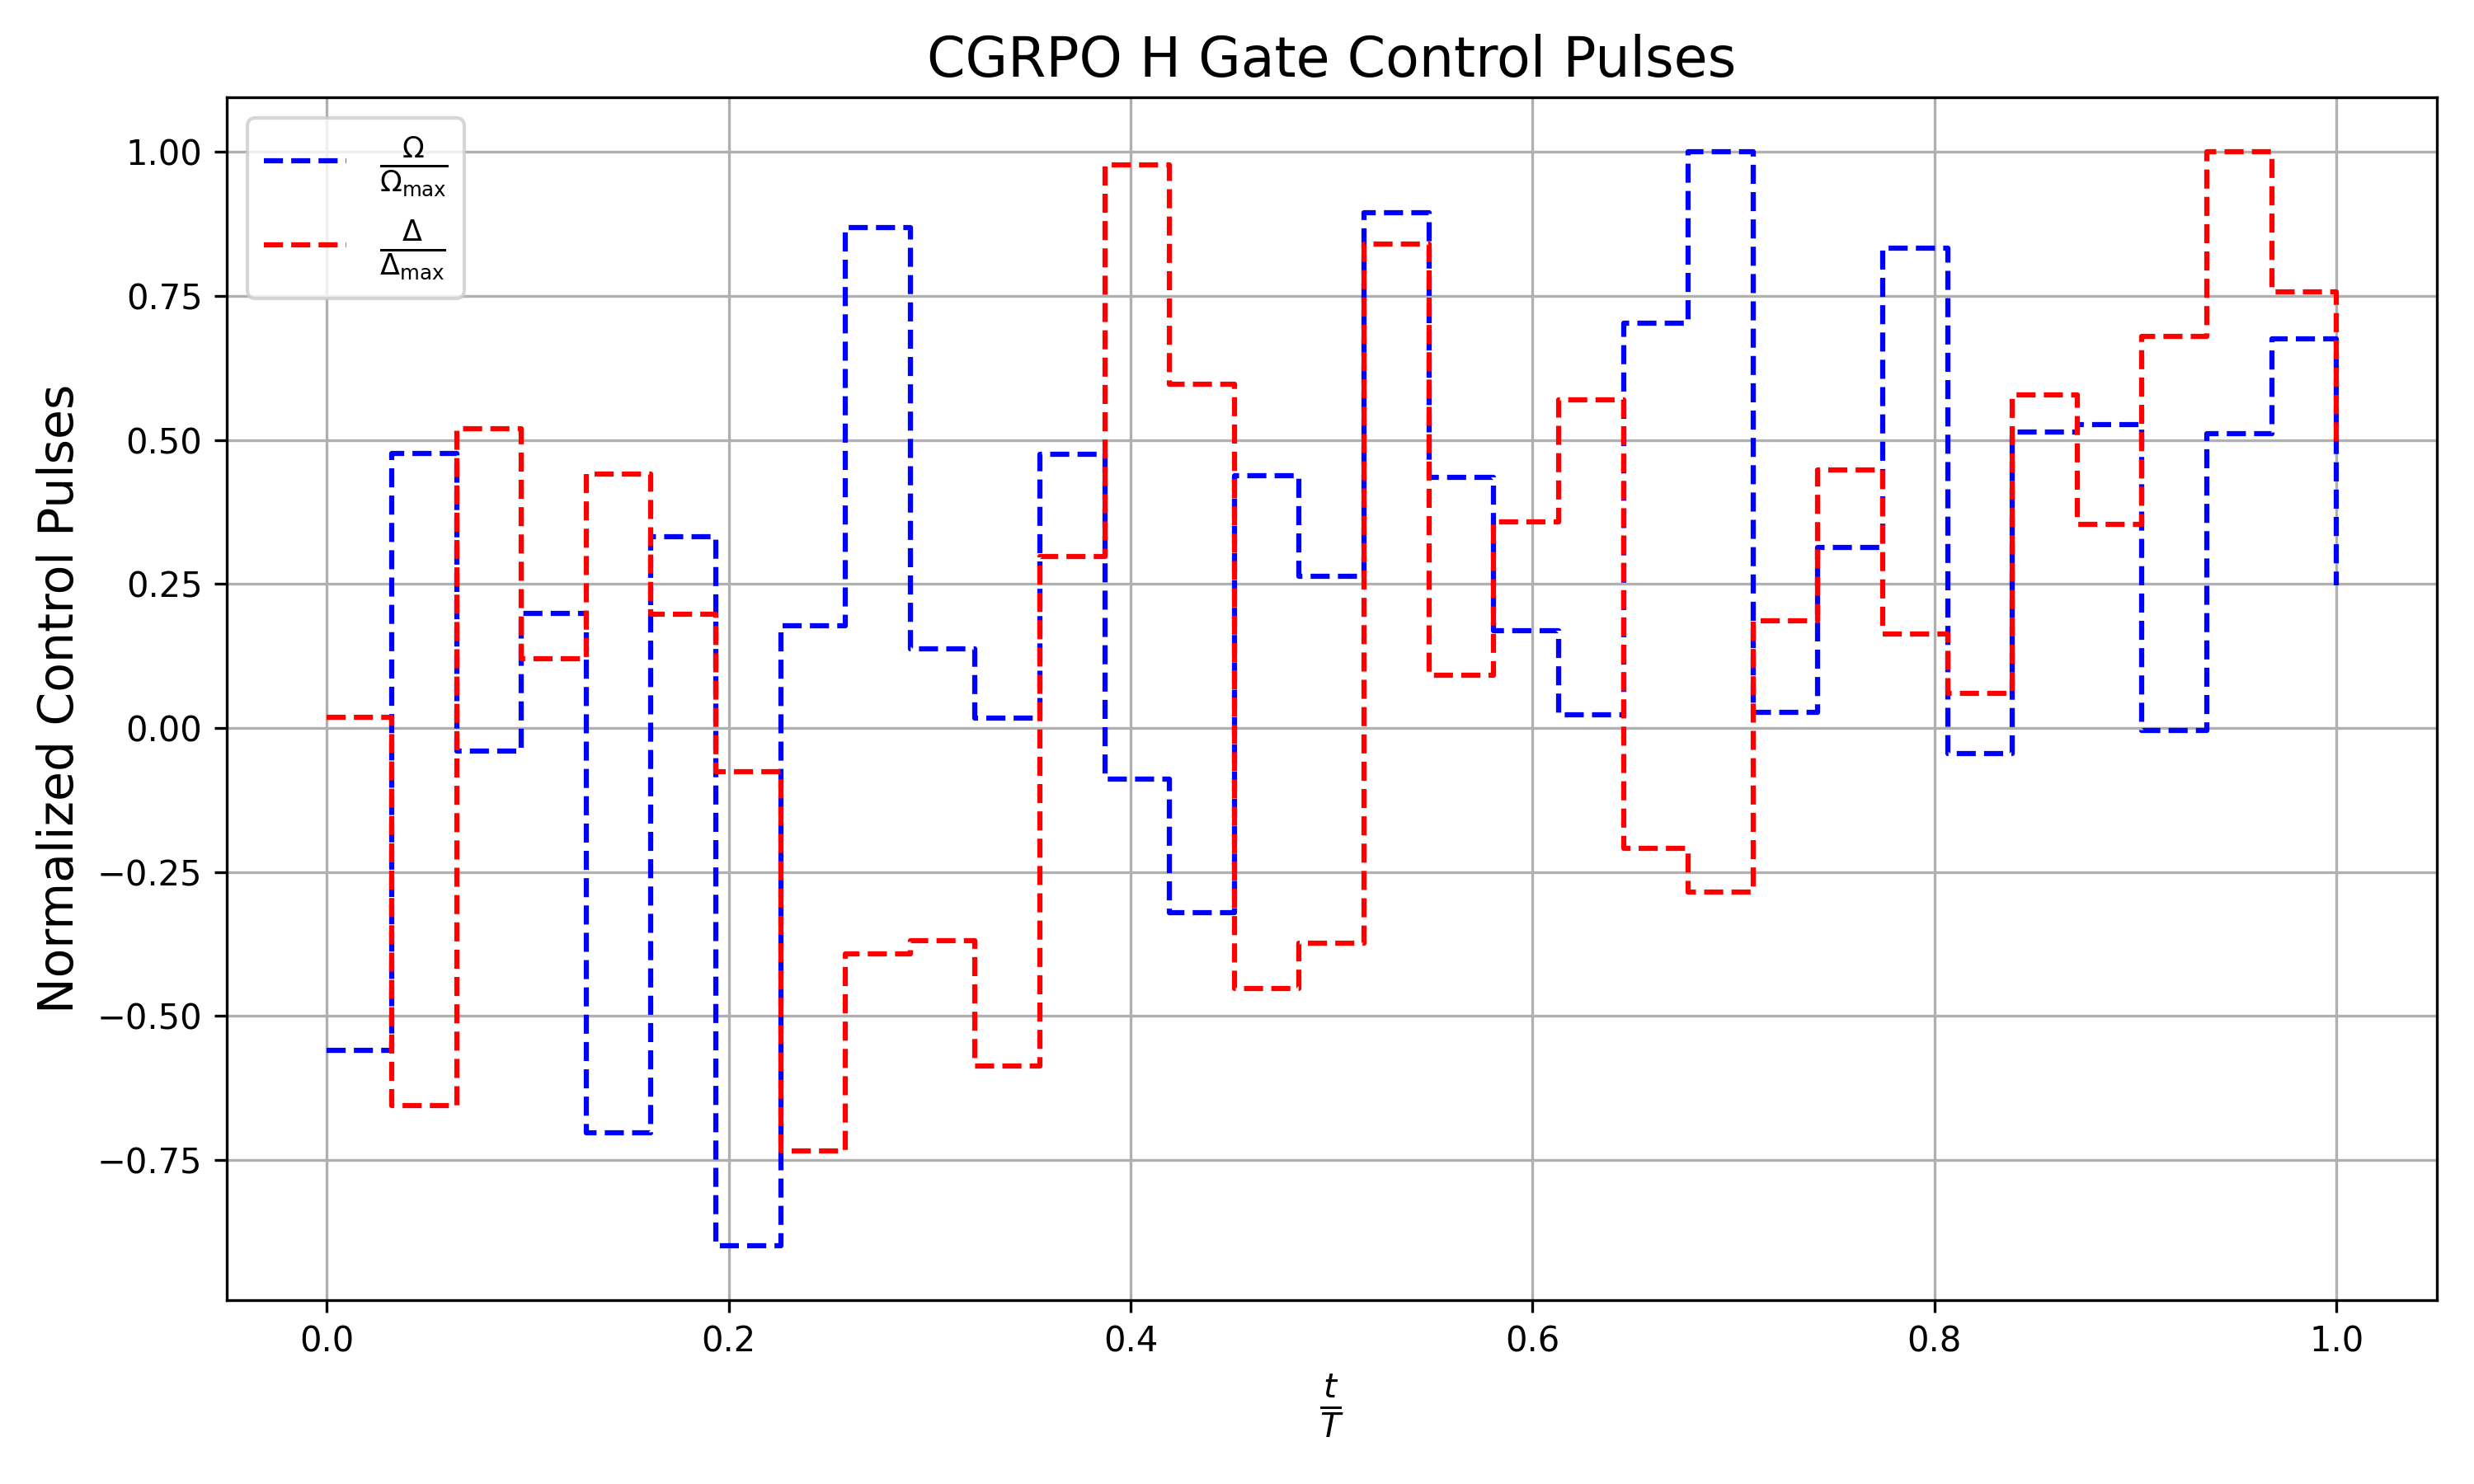 CGRPO H Gate Control Pulses
Ω
Ωmax
Δ
Δmax
Normalized Control Pulses
1.00
0.75
0.50
0.25
0.00
−0.25
−0.50
−0.75
0.0 0.2 0.4 0.6 0.8 1.0
t
T